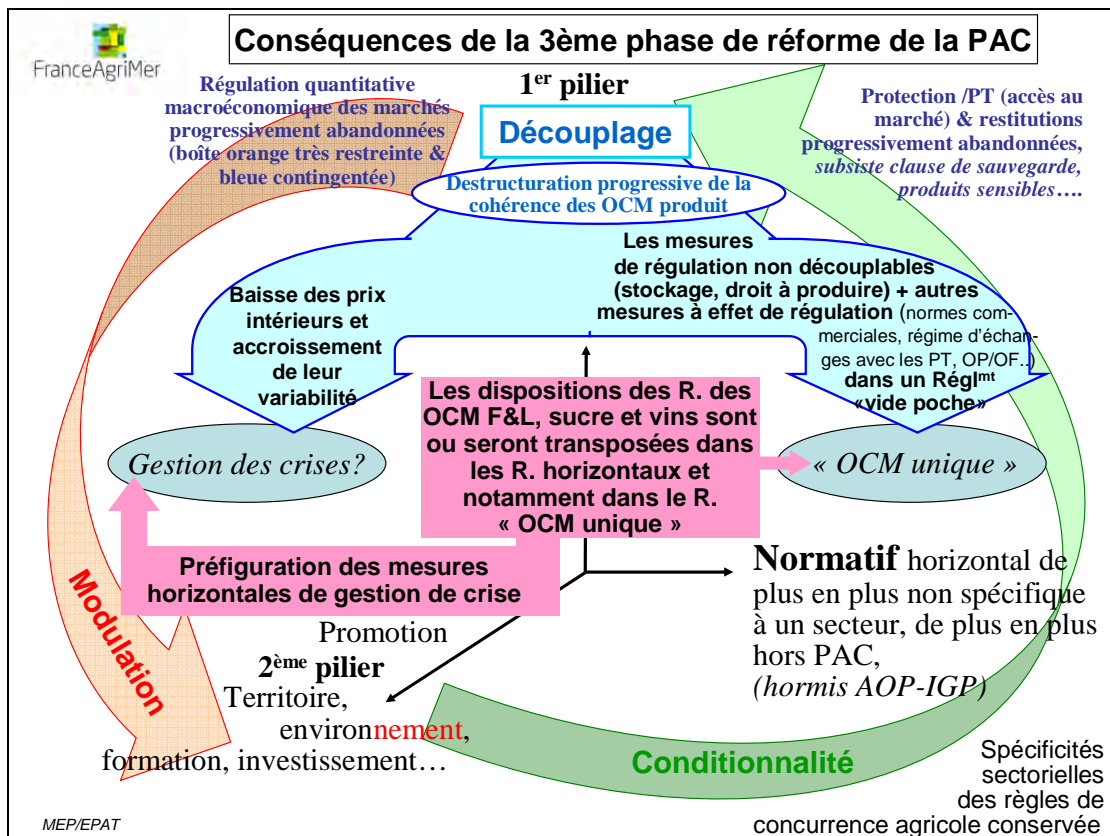 Conséquences de la 3ème phase de réforme de la PAC
FranceAgriMer
Régulation quantitative
macroéconomique des marchés
progressivement abandonnées
(boîte orange très restreinte &
bleue contingentée)
1er pilier
Découplage
Protection /PT (accès au
marché) & restitutions
progressivement abandonnées,
subsiste clause de sauvegarde,
produits sensibles….
Destructuration progressive de la
cohérence des OCM produit
Baisse des prix
intérieurs et
accroissement
de leur
variabilité
Les mesures
de régulation non découplables
(stockage, droit à produire) + autres
mesures à effet de régulation (normes com-
merciales, régime d’échan-
ges avec les PT, OP/OF..)
dans un Réglmt
«vide poche»
Les dispositions des R. des
OCM F&L, sucre et vins sont
ou seront transposées dans
les R. horizontaux et
notamment dans le R.
« OCM unique »
Gestion des crises?
« OCM unique »
Préfiguration des mesures
horizontales de gestion de crise
Normatif horizontal de
plus en plus non spécifique
à un secteur, de plus en plus
hors PAC,
(hormis AOP-IGP)
Modulation
Promotion
2ème pilier
Territoire,
environnement,
formation, investissement…
Conditionnalité
Spécificités
sectorielles
des règles de
concurrence agricole conservée
MEP/EPAT